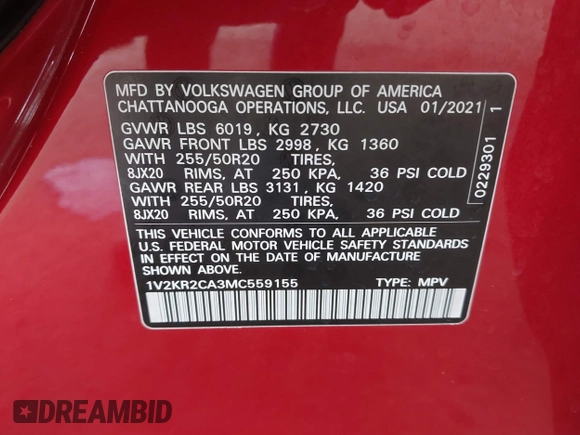 MFD BY VOLKSWAGEN GROUP OF AMERICA
CHATTANOOGA OPERATIONS, LLC. USA 01/2021
GVWR LBS 6019, KG 2730
GAWR FRONT LBS 2998, KG 1360
WITH 255/50R20 TIRES,
8JX20 RIMS, AT 250 KPA, 36 PSI COLD
GAWR REAR LBS 3131, KG 1420
WITH 255/50R20 TIRES,
8JX20 RIMS, AT 250 KPA, 36 PSI COLD
THIS VEHICLE CONFORMS TO ALL APPLICABLE
U.S. FEDERAL MOTOR VEHICLE SAFETY STANDARDS
IN EFFECT ON THE DATE OF MANUFACTURE
SHOWN ABOVE.
1V2KR2CA3MC559155 TYPE: MPV
0229301 1
DREAMBID